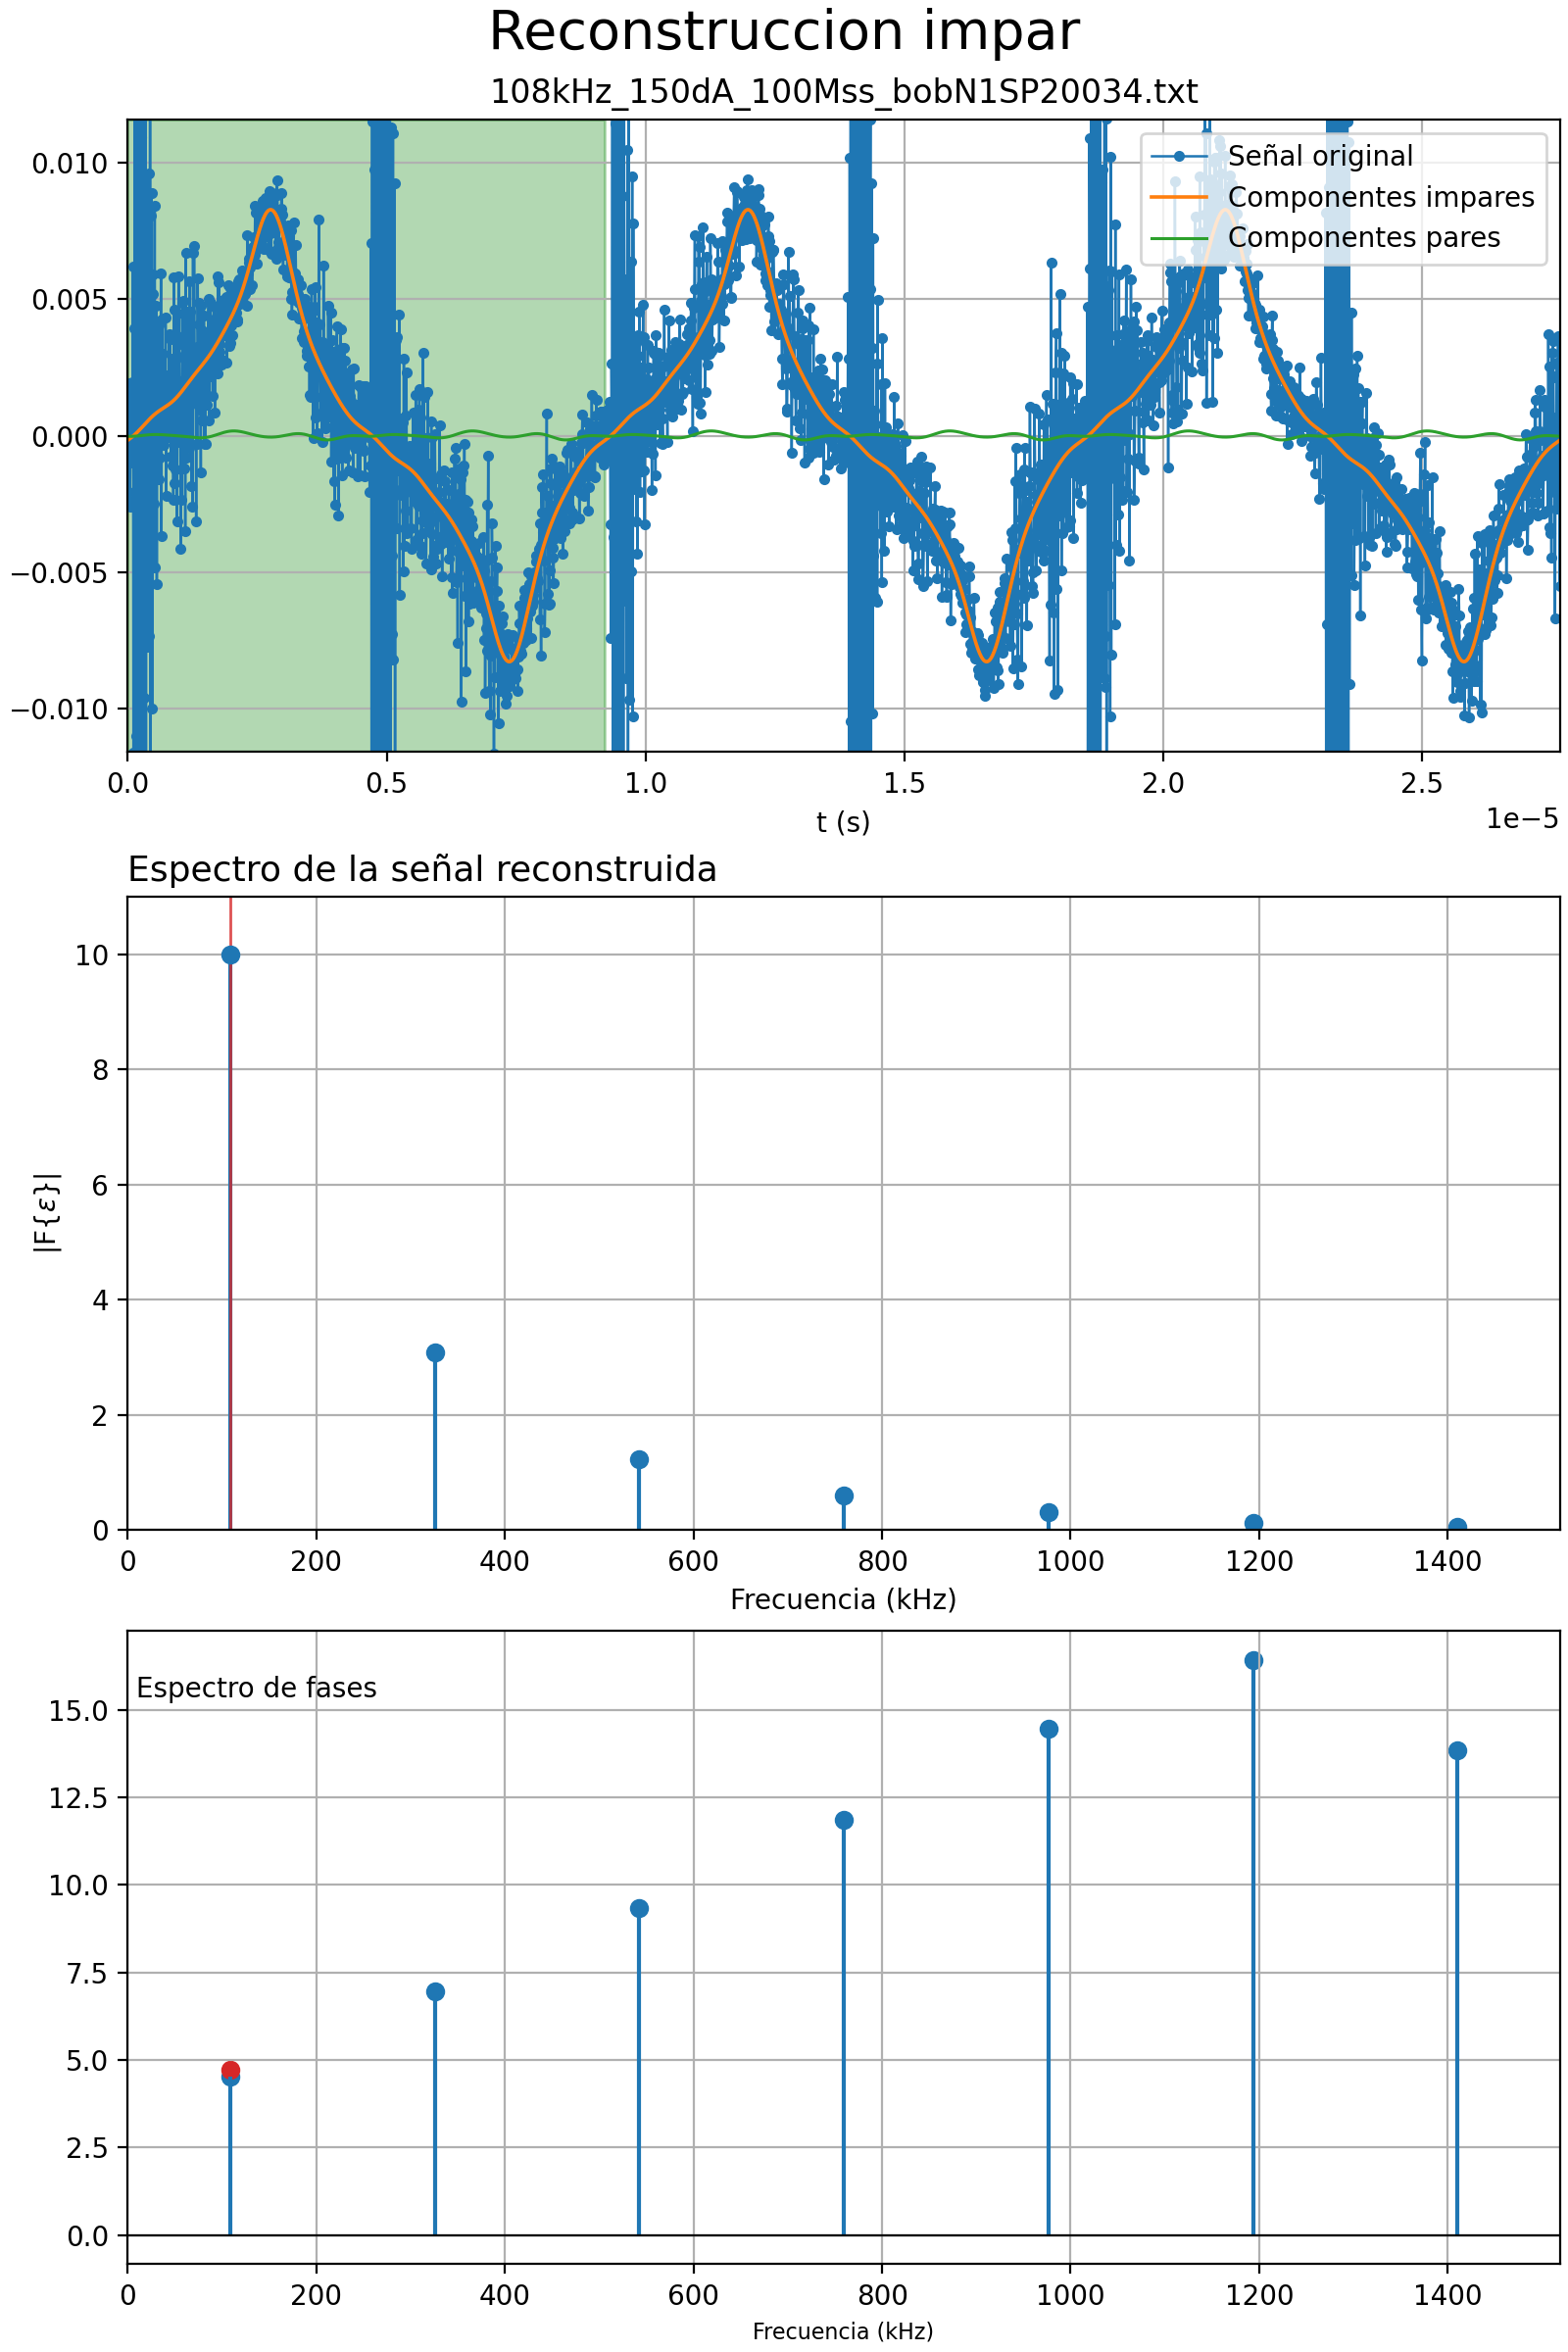 Reconstruccion impar
108kHz_150dA_100Mss_bobN1SP20034.txt
Señal original
Componentes impares
Componentes pares
0.010
0.005
0.000
−0.005
−0.010
0.0 0.5 1.0 1.5 2.0 2.5
1e−5
t (s)
Espectro de la señal reconstruida
10
8
6
4
2
0
|F{ε}|
0 200 400 600 800 1000 1200 1400
Frecuencia (kHz)
Espectro de fases
15.0
12.5
10.0
7.5
5.0
2.5
0.0
0 200 400 600 800 1000 1200 1400
Frecuencia (kHz)